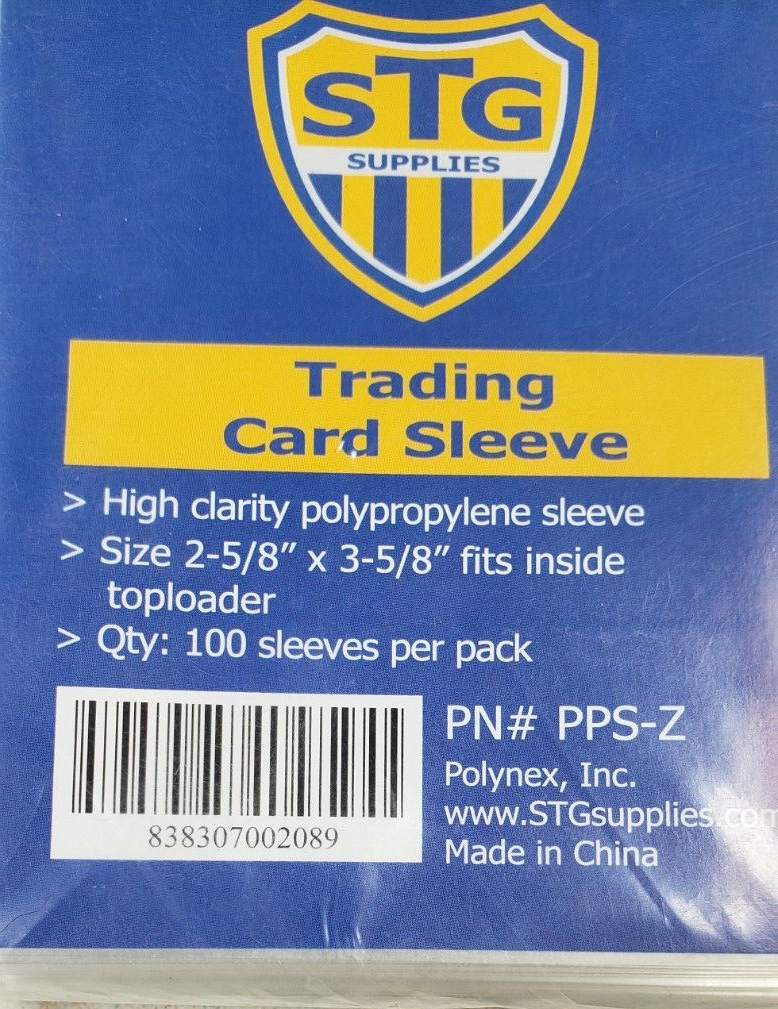 STG
SUPPLIES
Trading
Card Sleeve
> High clarity polypropylene sleeve
> Size 2-5/8” x 3-5/8” fits inside
toploader
> Qty: 100 sleeves per pack
PN# PPS-Z
Polynex, Inc.
www.STGsupplies.com
Made in China
838307002089